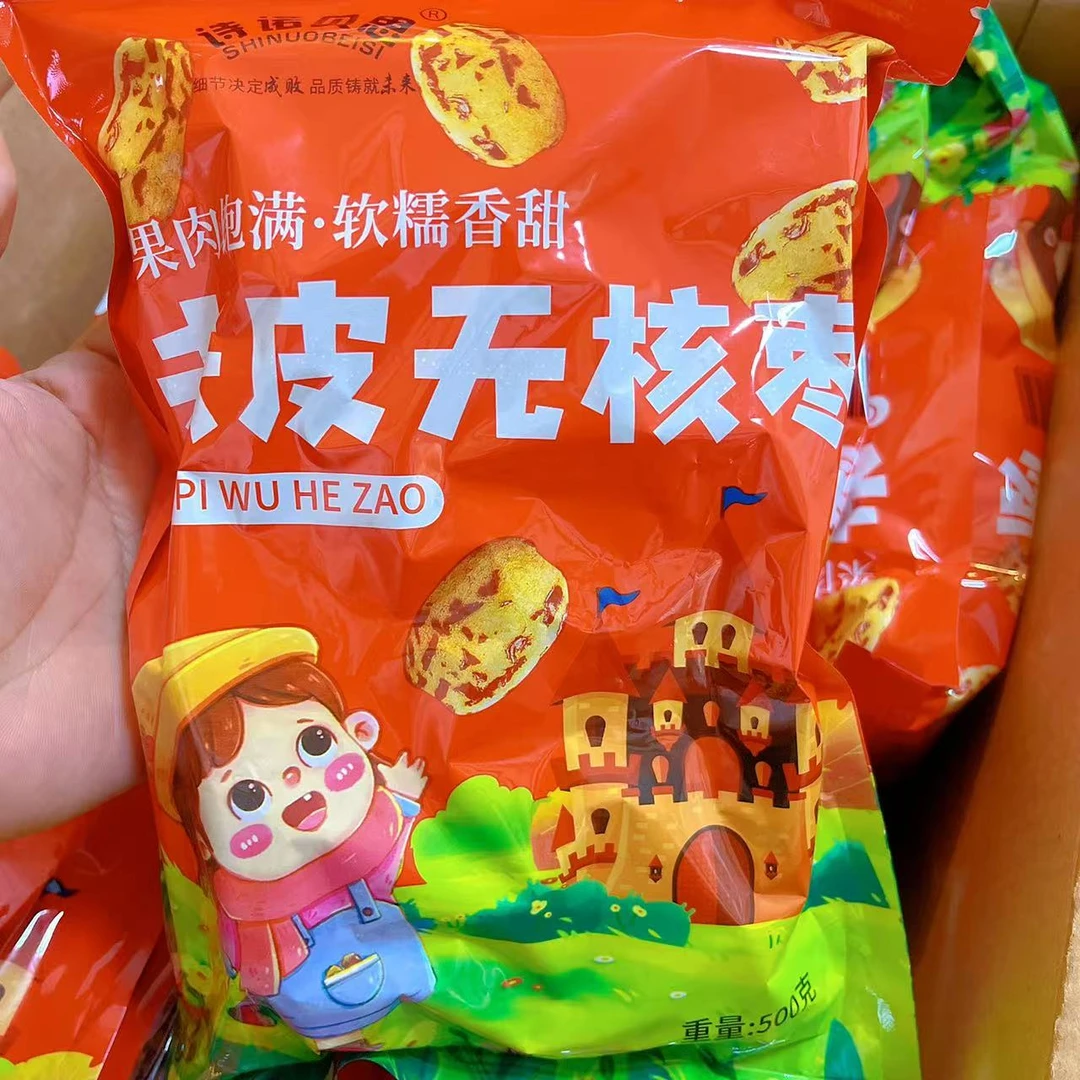 诗诺贝思®
SHINUOBEISI
细节决定成败 品质铸就未来
果肉饱满·软糯香甜
去皮无核枣
PI WU HE ZAO
重量:500克